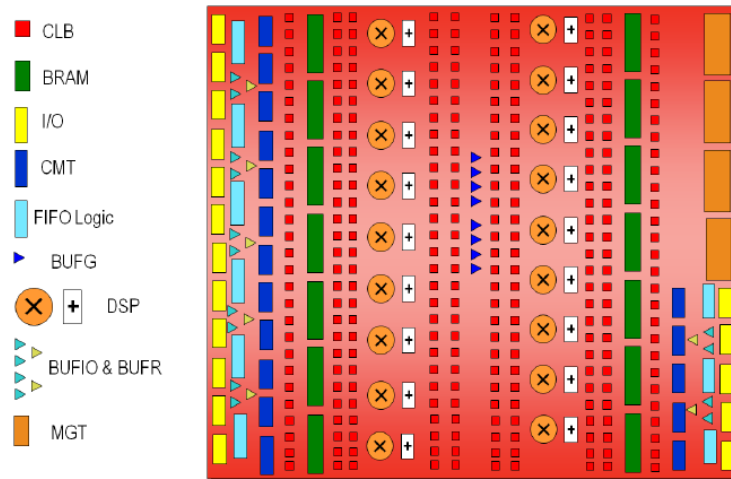 CLB
BRAM
I/O
CMT
FIFO Logic
BUFG
DSP
BUFIO & BUFR
MGT